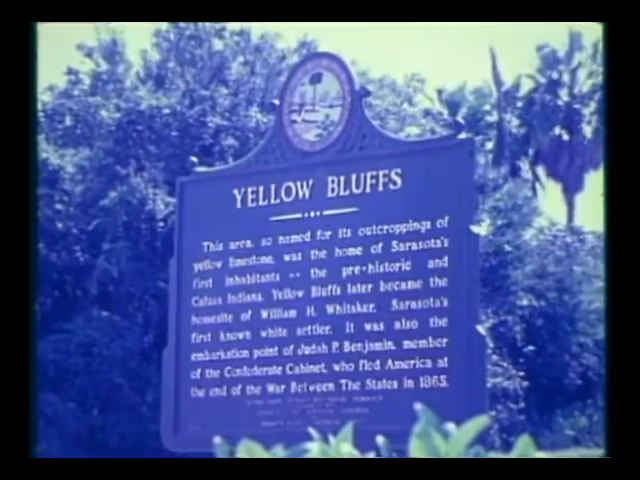 YELLOW BLUFFS
This area, so named for its outcroppings of
yellow limestone, was the home of Sarasota's
first inhabitants -- the pre-historic and
Calusa Indians. Yellow Bluffs later became the
homesite of William H. Whitaker, Sarasota's
first known white settler. It was also the
embarkation point of Judah P. Benjamin, member
of the Confederate Cabinet, who fled America at
the end of the War Between The States in 1865.